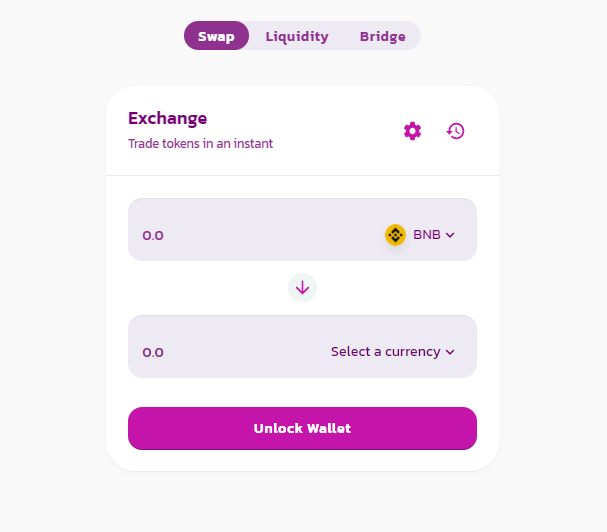 Swap Liquidity Bridge
Exchange
Trade tokens in an instant
0.0 BNB
0.0 Select a currency
Unlock Wallet